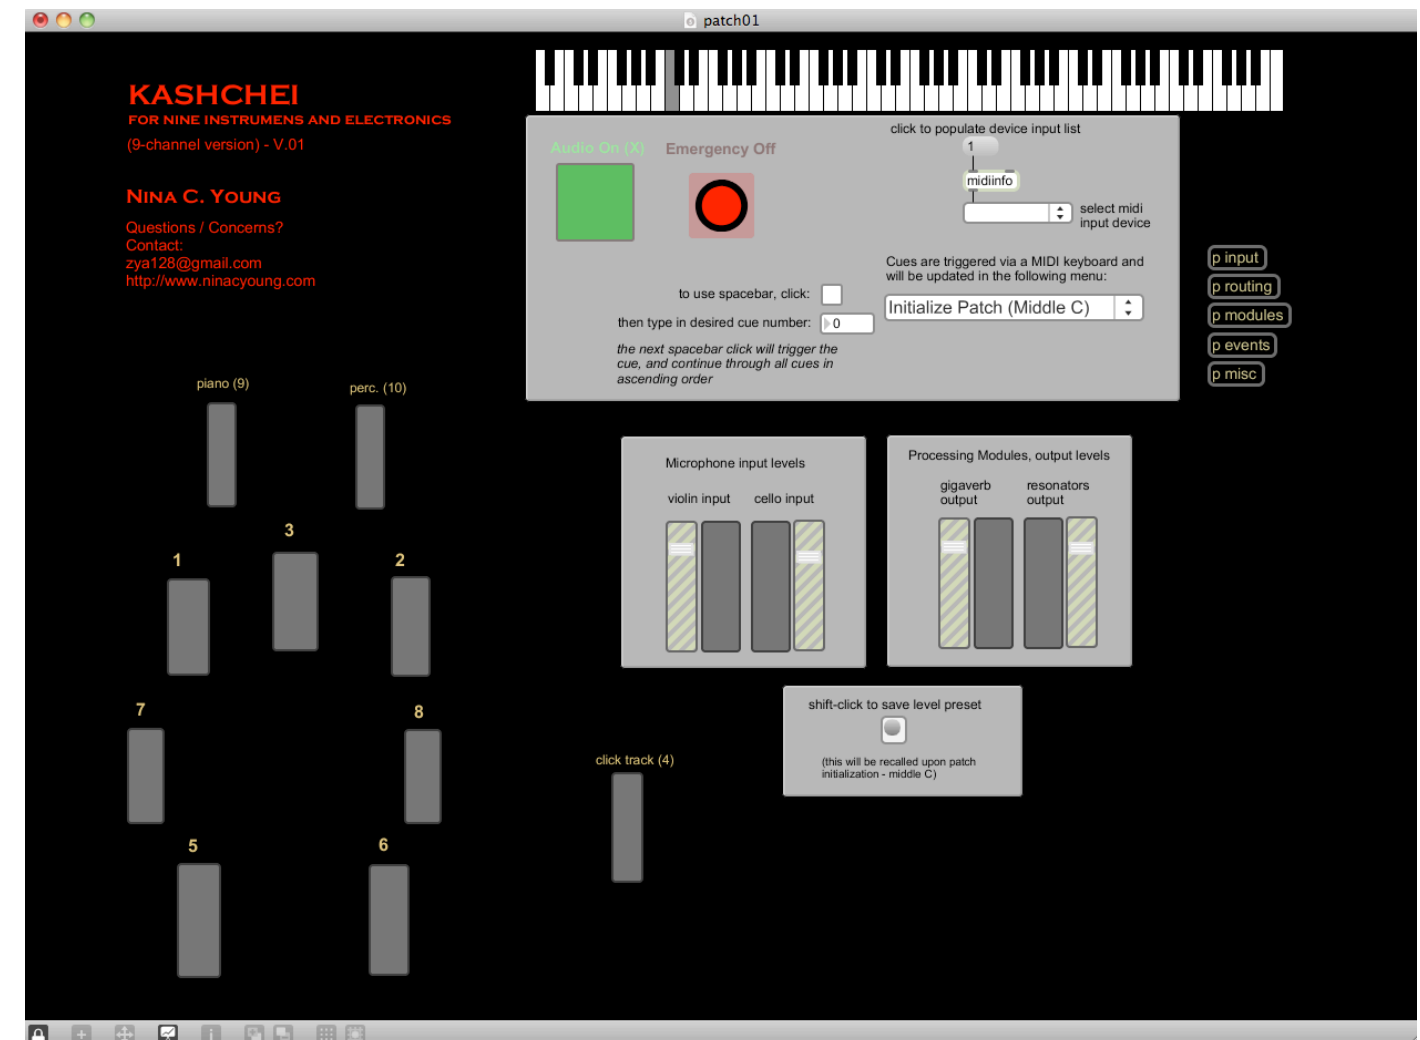 patch01
KASHCHEI
FOR NINE INSTRUMENS AND ELECTRONICS
(9-channel version) - V.01
NINA C. YOUNG
Questions / Concerns?
Contact:
zya128@gmail.com
http://www.ninacyoung.com
Audio On (X)
Emergency Off
click to populate device input list
1
midiinfo
select midi
input device
Cues are triggered via a MIDI keyboard and
will be updated in the following menu:
Initialize Patch (Middle C)
to use spacebar, click:
then type in desired cue number:
0
the next spacebar click will trigger the
cue, and continue through all cues in
ascending order
p input
p routing
p modules
p events
p misc
piano (9)
perc. (10)
3
1
2
7
8
5
6
Microphone input levels
violin input
cello input
Processing Modules, output levels
gigaverb
output
resonators
output
shift-click to save level preset
(this will be recalled upon patch
initialization - middle C)
click track (4)